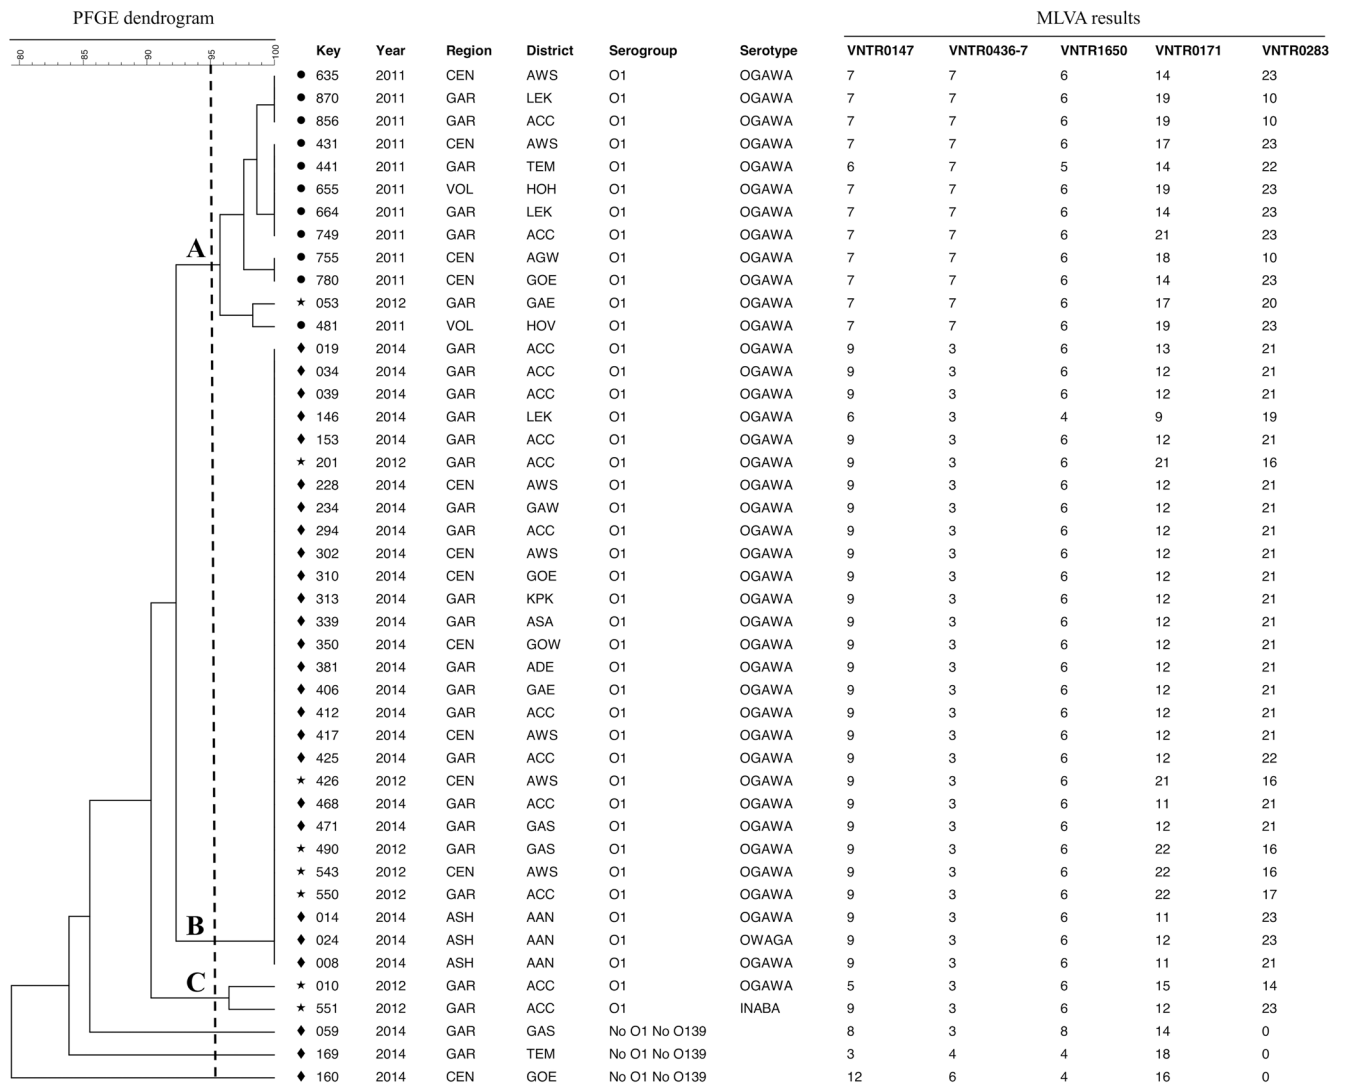 PFGE dendrogram MLVA results
80 85 90 95 100 Key Year Region District Serogroup Serotype VNTR0147 VNTR0436-7 VNTR1650 VNTR0171 VNTR0283
635 2011 CEN AWS O1 OGAWA 7 7 6 14 23
870 2011 GAR LEK O1 OGAWA 7 7 6 19 10
856 2011 GAR ACC O1 OGAWA 7 7 6 19 10
431 2011 CEN AWS O1 OGAWA 7 7 6 17 23
441 2011 GAR TEM O1 OGAWA 6 7 5 14 22
655 2011 VOL HOH O1 OGAWA 7 7 6 19 23
664 2011 GAR LEK O1 OGAWA 7 7 6 14 23
749 2011 GAR ACC O1 OGAWA 7 7 6 21 23
A 755 2011 CEN AGW O1 OGAWA 7 7 6 18 10
780 2011 CEN GOE O1 OGAWA 7 7 6 14 23
053 2012 GAR GAE O1 OGAWA 7 7 6 17 20
481 2011 VOL HOV O1 OGAWA 7 7 6 19 23
019 2014 GAR ACC O1 OGAWA 9 3 6 13 21
034 2014 GAR ACC O1 OGAWA 9 3 6 12 21
039 2014 GAR ACC O1 OGAWA 9 3 6 12 21
146 2014 GAR LEK O1 OGAWA 6 3 4 9 19
153 2014 GAR ACC O1 OGAWA 9 3 6 12 21
201 2012 GAR ACC O1 OGAWA 9 3 6 21 16
228 2014 CEN AWS O1 OGAWA 9 3 6 12 21
234 2014 GAR GAW O1 OGAWA 9 3 6 12 21
294 2014 GAR ACC O1 OGAWA 9 3 6 12 21
302 2014 CEN AWS O1 OGAWA 9 3 6 12 21
310 2014 CEN GOE O1 OGAWA 9 3 6 12 21
313 2014 GAR KPK O1 OGAWA 9 3 6 12 21
339 2014 GAR ASA O1 OGAWA 9 3 6 12 21
350 2014 CEN GOW O1 OGAWA 9 3 6 12 21
381 2014 GAR ADE O1 OGAWA 9 3 6 12 21
406 2014 GAR GAE O1 OGAWA 9 3 6 12 21
412 2014 GAR ACC O1 OGAWA 9 3 6 12 21
417 2014 CEN AWS O1 OGAWA 9 3 6 12 21
425 2014 GAR ACC O1 OGAWA 9 3 6 12 22
426 2012 CEN AWS O1 OGAWA 9 3 6 21 16
468 2014 GAR ACC O1 OGAWA 9 3 6 11 21
471 2014 GAR GAS O1 OGAWA 9 3 6 12 21
490 2012 GAR GAS O1 OGAWA 9 3 6 22 16
543 2012 CEN AWS O1 OGAWA 9 3 6 22 16
550 2012 GAR ACC O1 OGAWA 9 3 6 22 17
014 2014 ASH AAN O1 OGAWA 9 3 6 11 23
B 024 2014 ASH AAN O1 OWAGA 9 3 6 12 23
008 2014 ASH AAN O1 OGAWA 9 3 6 11 21
C 010 2012 GAR ACC O1 OGAWA 5 3 6 15 14
551 2012 GAR ACC O1 INABA 9 3 6 12 23
059 2014 GAR GAS No O1 No O139 8 3 8 14 0
169 2014 GAR TEM No O1 No O139 3 4 4 18 0
160 2014 CEN GOE No O1 No O139 12 6 4 16 0